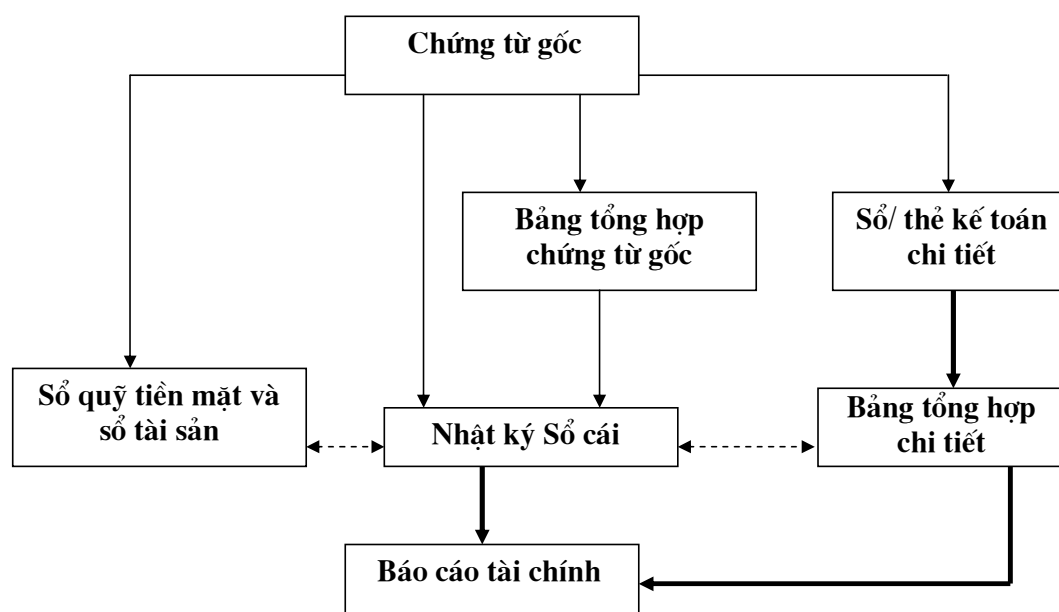 Chứng từ gốc
Bảng tổng hợp
chứng từ gốc
Sổ/ thẻ kế toán
chi tiết
Sổ quỹ tiền mặt và
sổ tài sản
Nhật ký Sổ cái
Bảng tổng hợp
chi tiết
Báo cáo tài chính